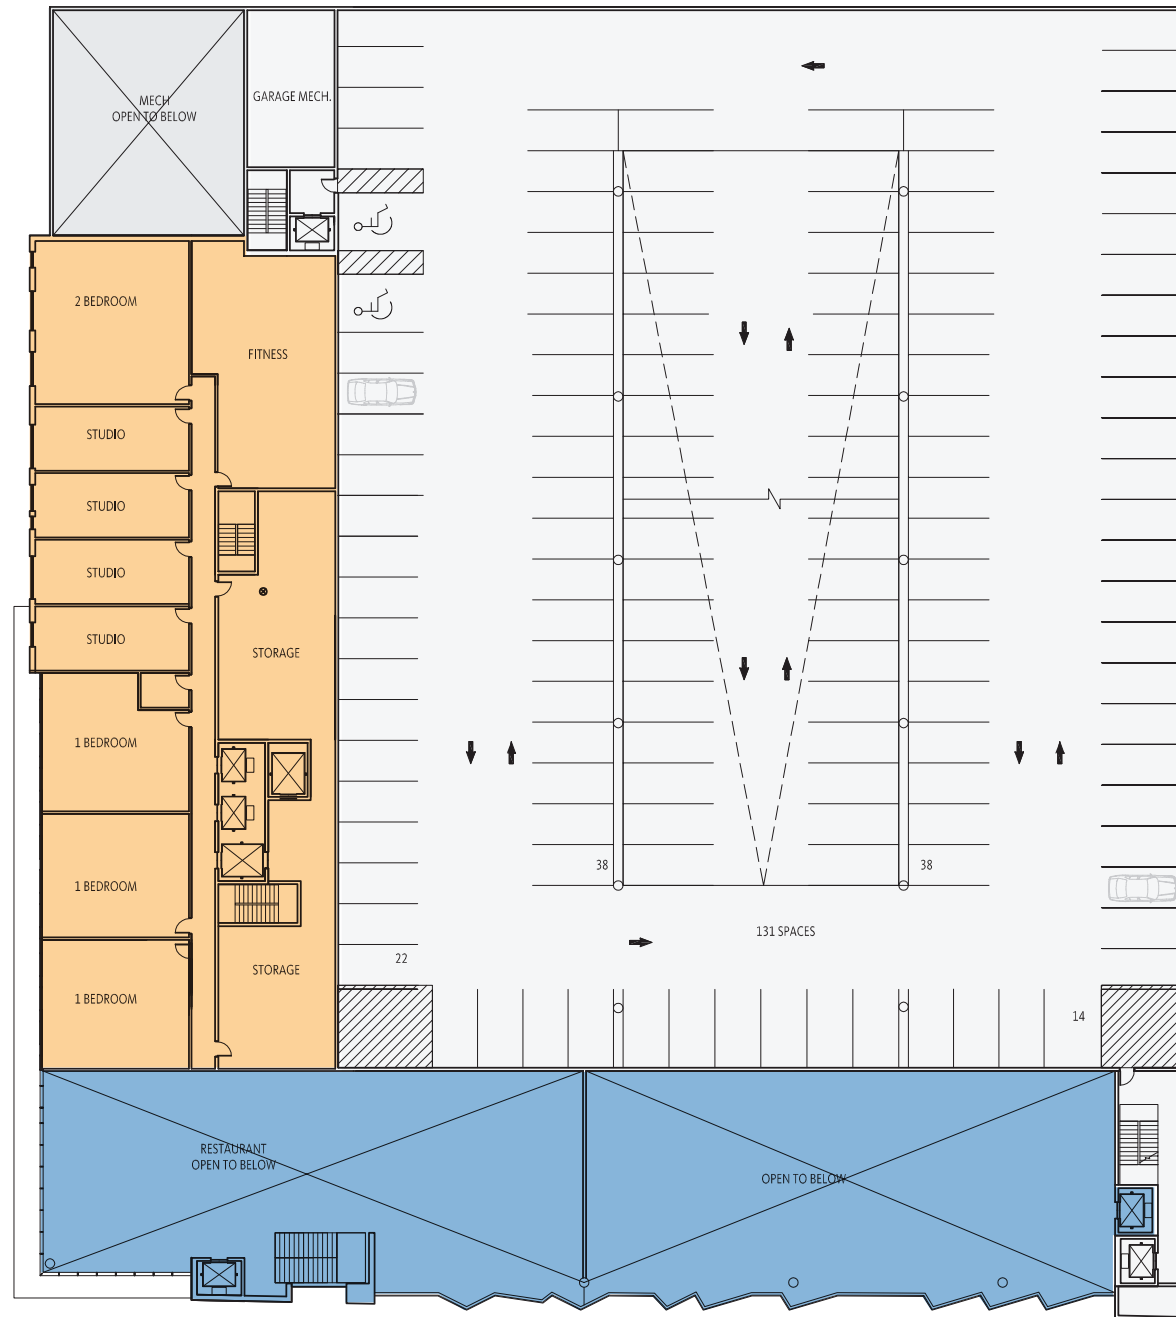 MECH
OPEN TO BELOW
GARAGE MECH.
2 BEDROOM
FITNESS
STUDIO
STUDIO
STUDIO
STUDIO
STORAGE
1 BEDROOM
1 BEDROOM
38
38
131 SPACES
22
STORAGE
1 BEDROOM
14
RESTAURANT
OPEN TO BELOW
OPEN TO BELOW